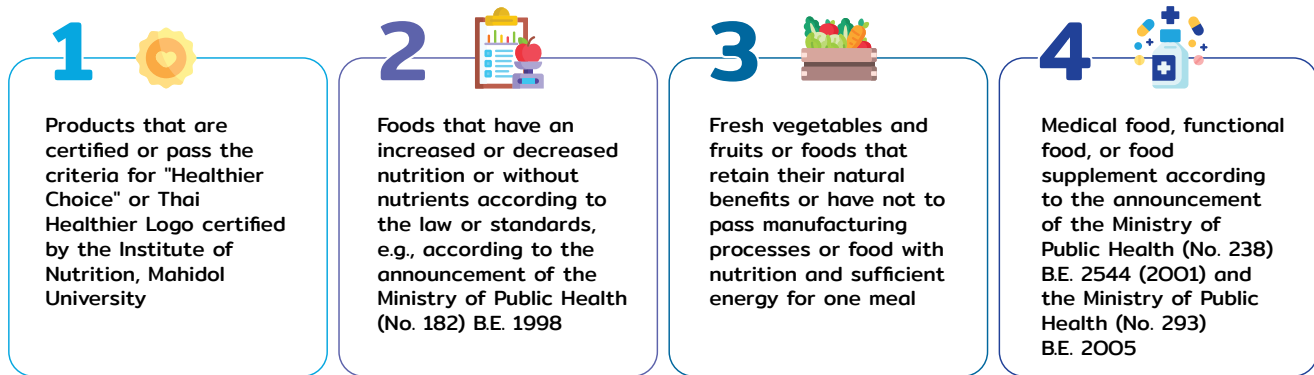 1
Products that are
certified or pass the
criteria for "Healthier
Choice" or Thai
Healthier Logo certified
by the Institute of
Nutrition, Mahidol
University
2
Foods that have an
increased or decreased
nutrition or without
nutrients according to
the law or standards,
e.g., according to the
announcement of the
Ministry of Public Health
(No. 182) B.E. 1998
3
Fresh vegetables and
fruits or foods that
retain their natural
benefits or have not to
pass manufacturing
processes or food with
nutrition and sufficient
energy for one meal
4
Medical food, functional
food, or food
supplement according
to the announcement
of the Ministry of
Public Health (No. 238)
B.E. 2544 (2001) and
the Ministry of Public
Health (No. 293)
B.E. 2005